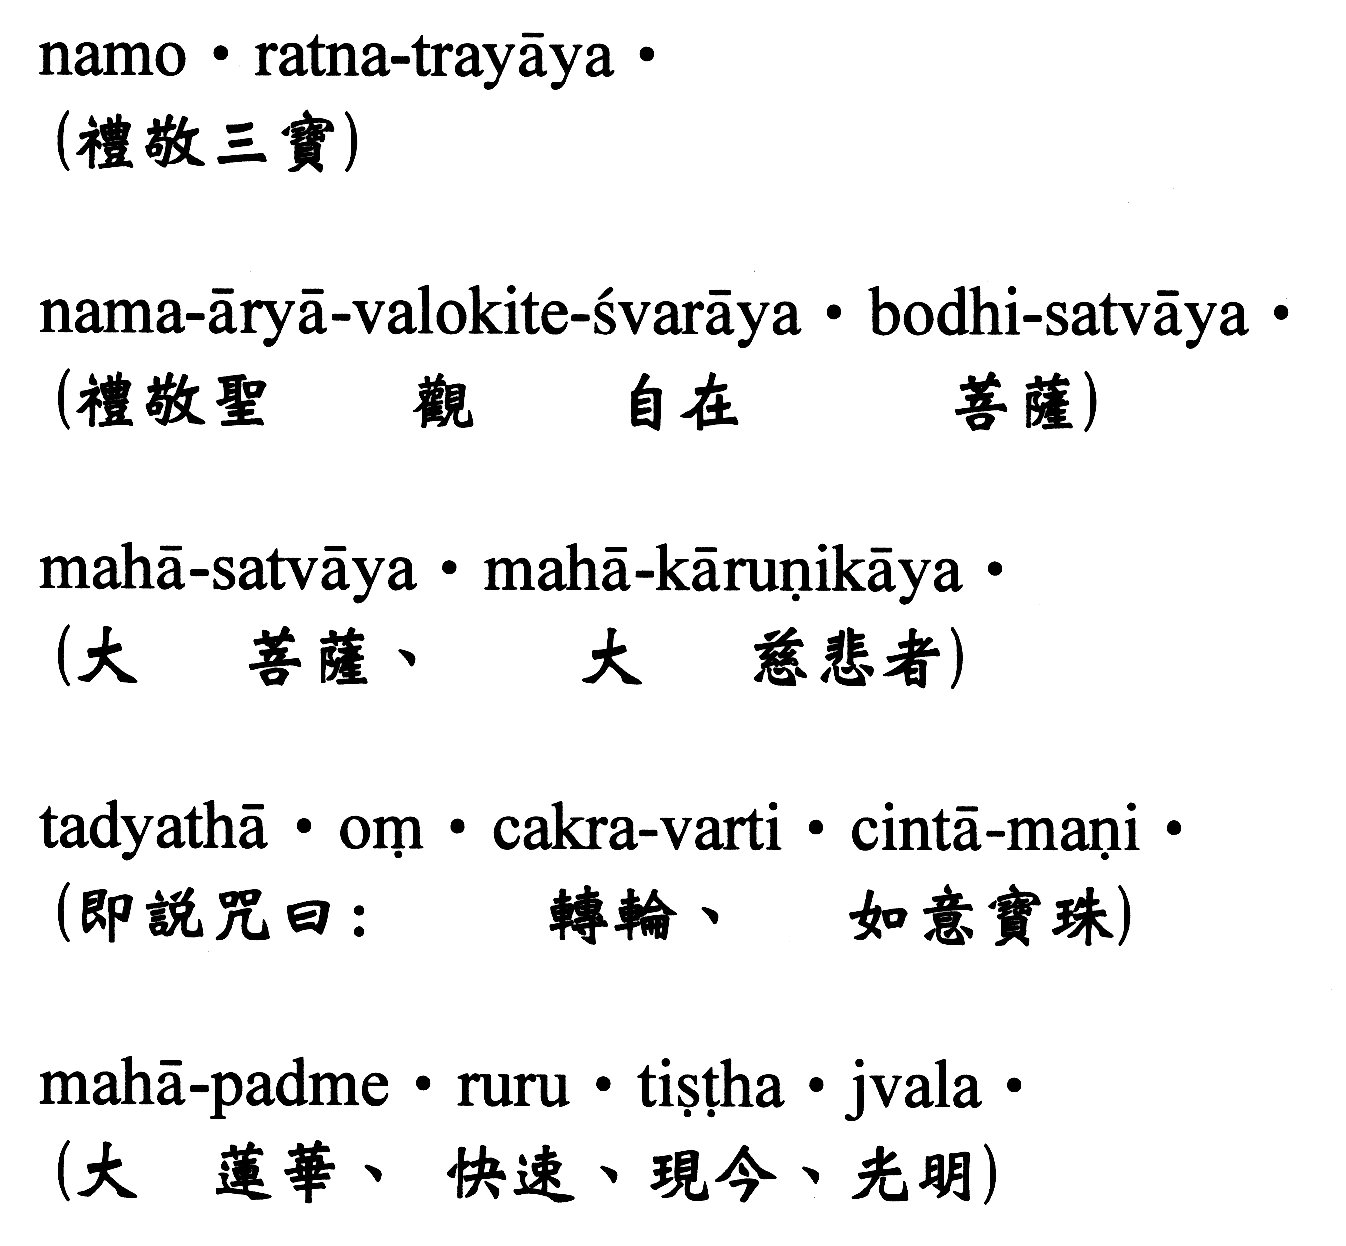 namo • ratna-trayāya •
(禮敬三寶)
nama-āryā-valokite-śvarāya • bodhi-satvāya •
(禮敬聖 觀 自在 菩薩)
mahā-satvāya • mahā-kāruṇikāya •
(大 菩薩、 大 慈悲者)
tadyathā • oṃ • cakra-varti • cintā-maṇi •
(即説咒曰: 轉輪、 如意寶珠)
mahā-padme • ruru • tiṣṭha • jvala •
(大 蓮華、 快速、現今、光明)